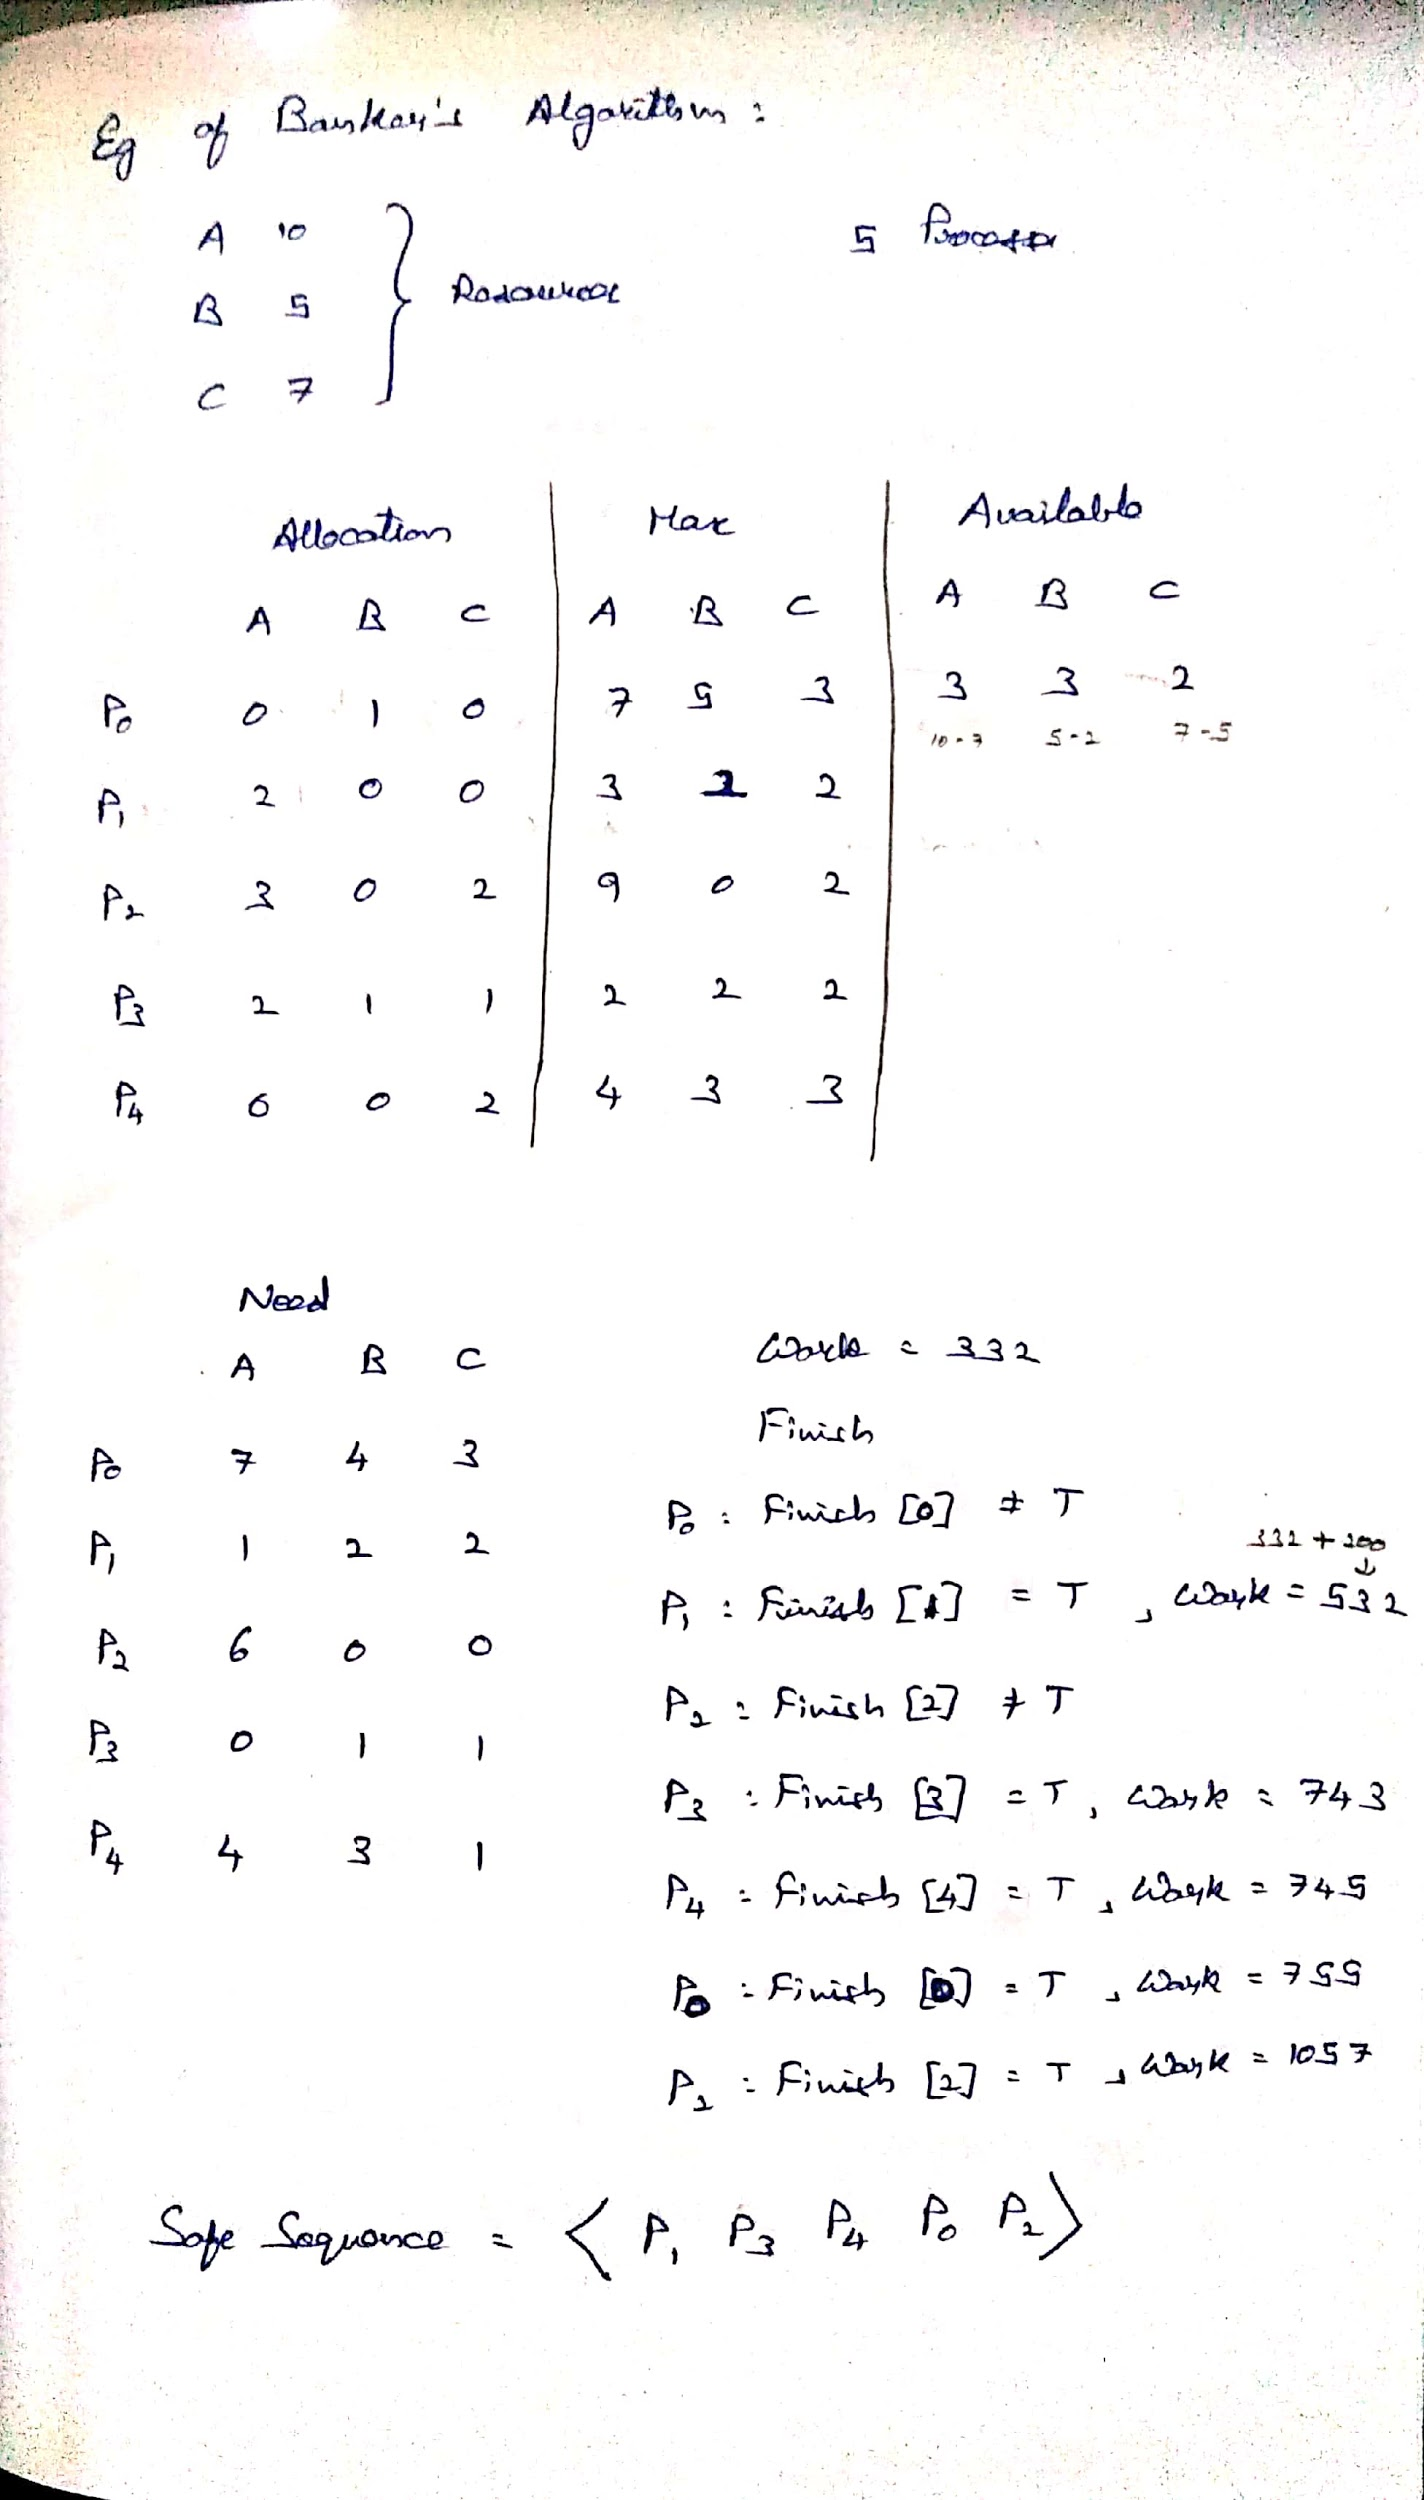 Eg of Banker's Algorithm :
A 10
B 5
C 7
Resource
5 Process
Allocation Max Available
A B C A B C A B C
P0 0 1 0 7 5 3 3 3 2
10-7 5-2 7-5
P1 2 0 0 3 2 2
P2 3 0 2 9 0 2
P3 2 1 1 2 2 2
P4 0 0 2 4 3 3
Need
A B C
P0 7 4 3
P1 1 2 2
P2 6 0 0
P3 0 1 1
P4 4 3 1
Work = 332
Finish
P0 : Finish [0] ≠ T
332 + 200
↓
P1 : Finish [1] = T , Work = 532
P2 : Finish [2] ≠ T
P3 : Finish [3] = T, Work = 743
P4 : Finish [4] = T , Work = 745
P0 : Finish [0] = T , Work = 755
P2 : Finish [2] = T , Work = 1057
Safe Sequence = < P1 P3 P4 P0 P2 >